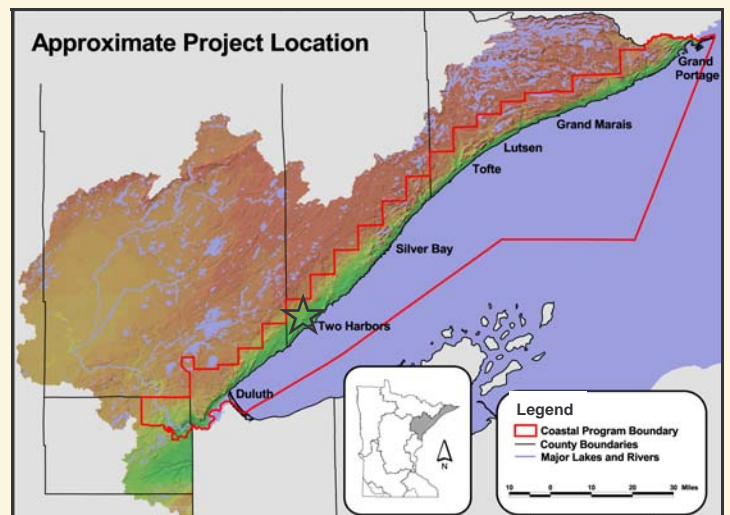 Approximate Project Location
Grand
Portage
Grand Marais
Lutsen
Tofte
Silver Bay
Two Harbors
Duluth
N
Legend
Coastal Program Boundary
County Boundaries
Major Lakes and Rivers
10 0 10 20 30 Miles